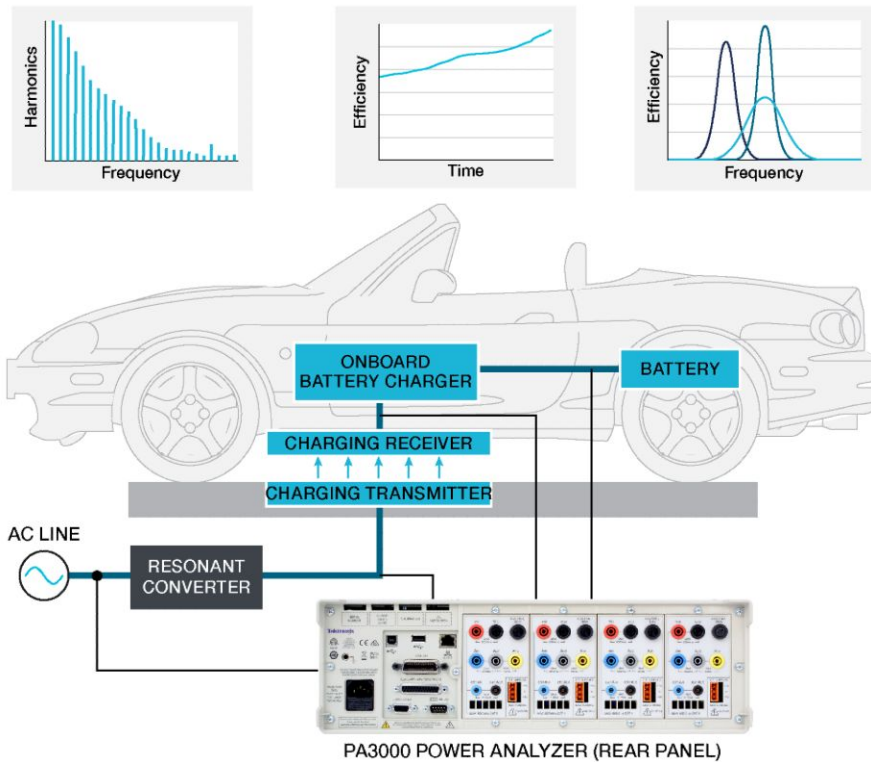 Harmonics
Frequency
Efficiency
Time
Efficiency
Frequency
ONBOARD
BATTERY CHARGER
BATTERY
CHARGING RECEIVER
CHARGING TRANSMITTER
AC LINE
RESONANT
CONVERTER
Tektronix
PA3000 POWER ANALYZER (REAR PANEL)